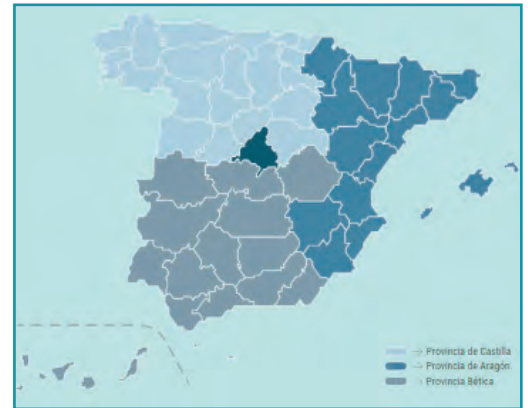 → Provincia de Castilla
→ Provincia de Aragón
→ Provincia Bética